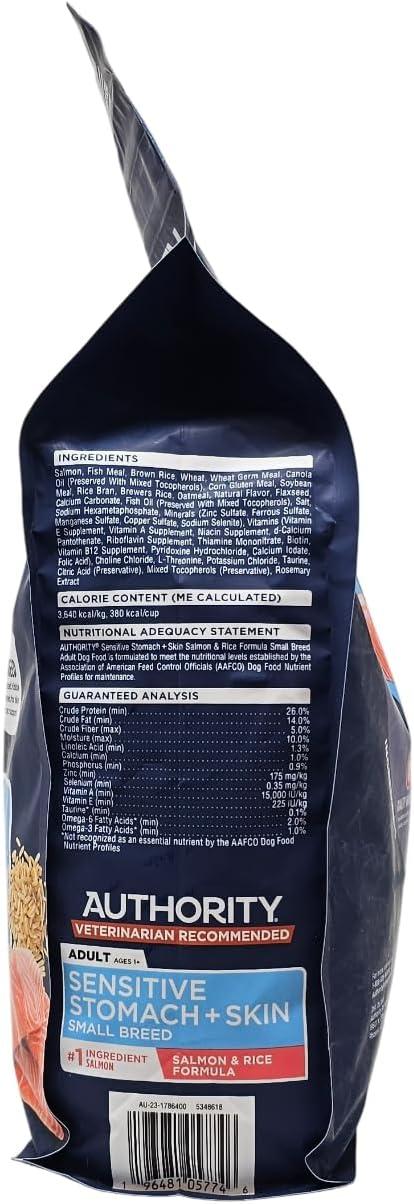 INGREDIENTS
Salmon, Fish Meal, Brown Rice, Wheat, Wheat Germ Meal, Canola
Oil (Preserved With Mixed Tocopherols), Corn Gluten Meal, Soybean
Meal, Rice Bran, Brewers Rice, Oatmeal, Natural Flavor, Flaxseed,
Calcium Carbonate, Fish Oil (Preserved With Mixed Tocopherols), Salt,
Sodium Hexametaphosphate, Minerals (Zinc Sulfate, Ferrous Sulfate,
Manganese Sulfate, Copper Sulfate, Sodium Selenite), Vitamins (Vitamin
E Supplement, Vitamin A Supplement, Niacin Supplement, d-Calcium
Pantothenate, Riboflavin Supplement, Thiamine Mononitrate, Biotin,
Vitamin B12 Supplement, Pyridoxine Hydrochloride, Calcium Iodate,
Folic Acid), Choline Chloride, L-Threonine, Potassium Chloride, Taurine,
Citric Acid (Preservative), Mixed Tocopherols (Preservative), Rosemary
Extract
CALORIE CONTENT (ME CALCULATED)
3,640 kcal/kg, 380 kcal/cup
NUTRITIONAL ADEQUACY STATEMENT
AUTHORITY® Sensitive Stomach + Skin Salmon & Rice Formula Small Breed
Adult Dog Food is formulated to meet the nutritional levels established by the
Association of American Feed Control Officials (AAFCO) Dog Food Nutrient
Profiles for maintenance.
GUARANTEED ANALYSIS
Crude Protein (min) 26.0%
Crude Fat (min) 14.0%
Crude Fiber (max) 5.0%
Moisture (max) 10.0%
Linoleic Acid (min) 1.3%
Calcium (min) 1.0%
Phosphorus (min) 0.9%
Zinc (min) 175 mg/kg
Selenium (min) 0.35 mg/kg
Vitamin A (min) 15,000 IU/kg
Vitamin E (min) 225 IU/kg
Taurine* (min) 0.1%
Omega-6 Fatty Acids* (min) 2.0%
Omega-3 Fatty Acids* (min) 1.0%
*Not recognized as an essential nutrient by the AAFCO Dog Food
Nutrient Profiles
AUTHORITY.
VETERINARIAN RECOMMENDED
ADULT AGES 1+
SENSITIVE
STOMACH + SKIN
SMALL BREED
#1 INGREDIENT
SALMON
SALMON & RICE
FORMULA
AU-23-1786400 5348618
1 96481 05774 6